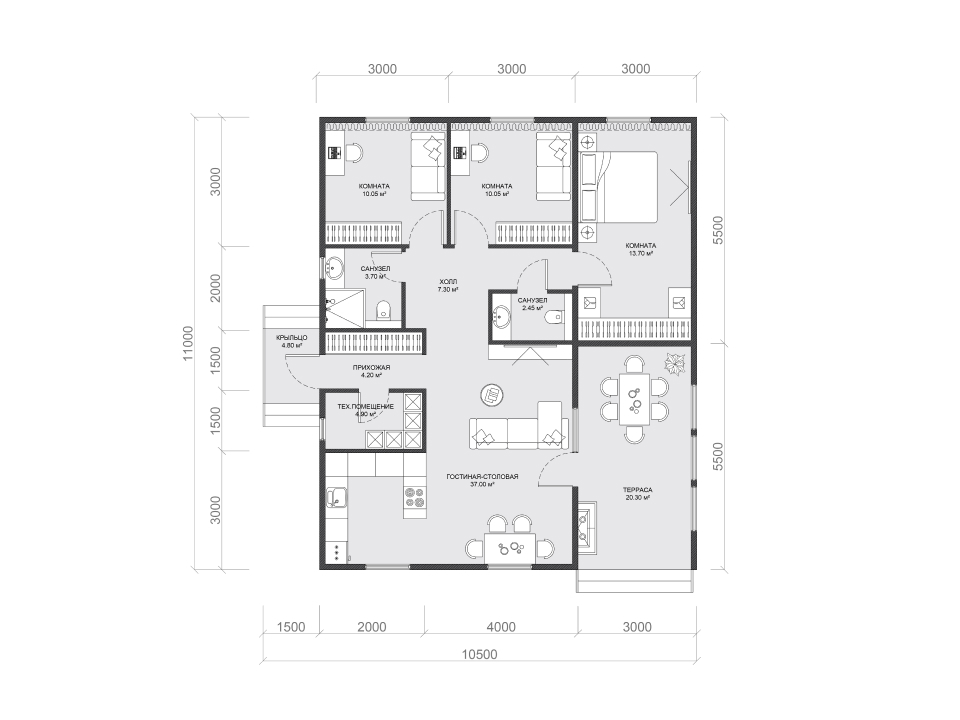 3000
3000
3000
3000
2000
1500
1500
3000
11000
5500
5500
КОМНАТА
10.05 м²
КОМНАТА
10.05 м²
КОМНАТА
13.70 м²
САНУЗЕЛ
3.70 м²
ХОЛЛ
7.30 м²
САНУЗЕЛ
2.45 м²
КРЫЛЬЦО
4.80 м²
ПРИХОЖАЯ
4.20 м²
ТЕХ.ПОМЕЩЕНИЕ
4.90 м²
ГОСТИНАЯ-СТОЛОВАЯ
37.00 м²
ТЕРРАСА
20.30 м²
1500
2000
4000
3000
10500